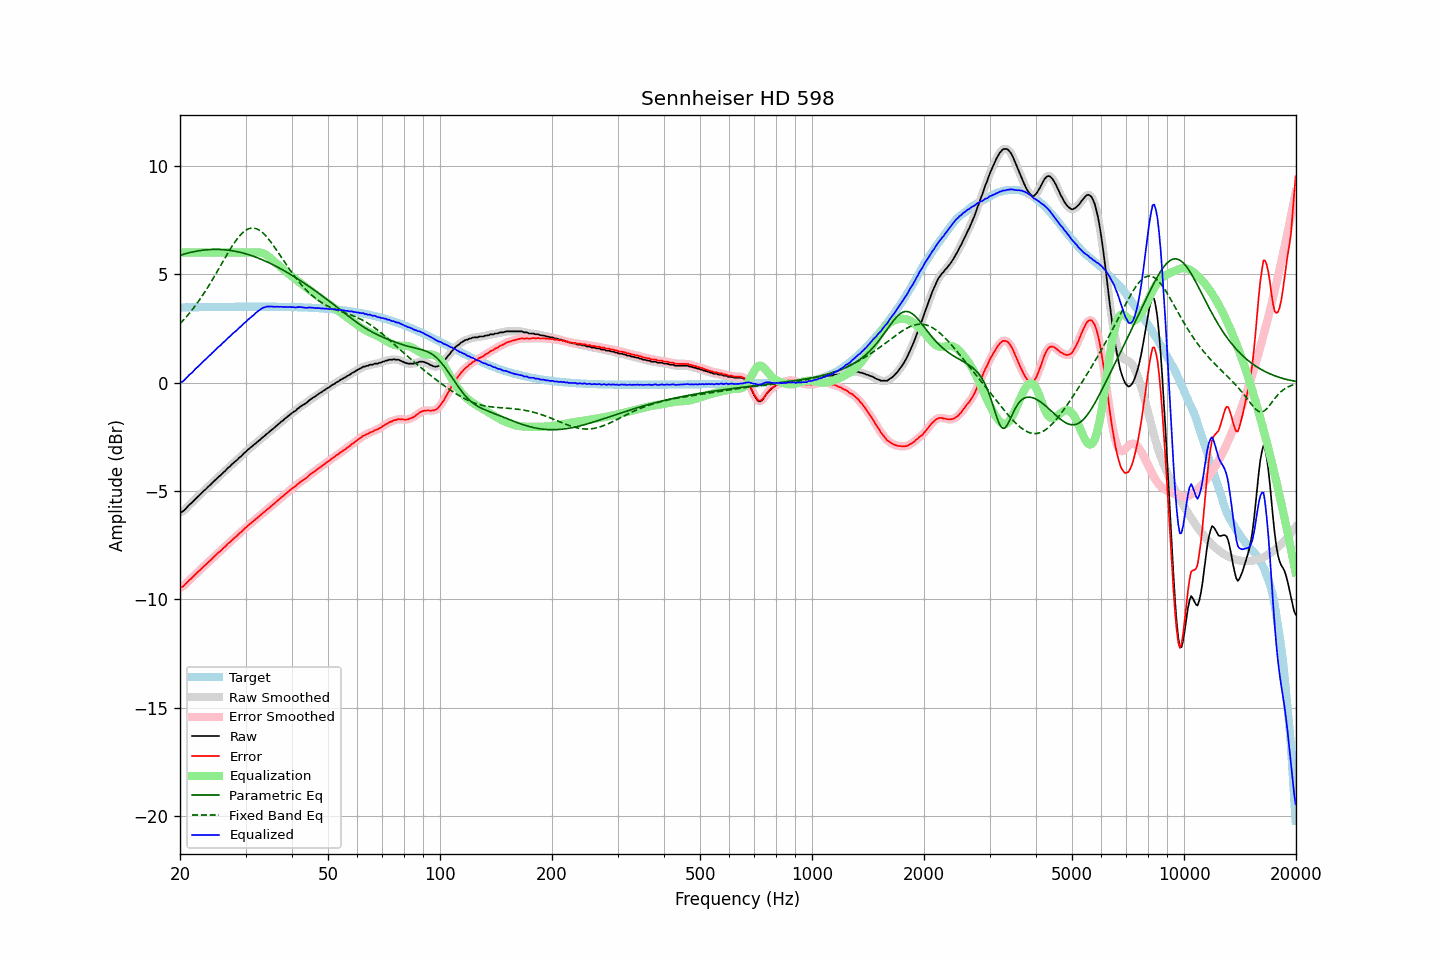 Sennheiser HD 598
10
5
0
−5
−10
−15
−20
Amplitude (dBr)
Target
Raw Smoothed
Error Smoothed
Raw
Error
Equalization
Parametric Eq
Fixed Band Eq
Equalized
20 50 100 200 500 1000 2000 5000 10000 20000
Frequency (Hz)